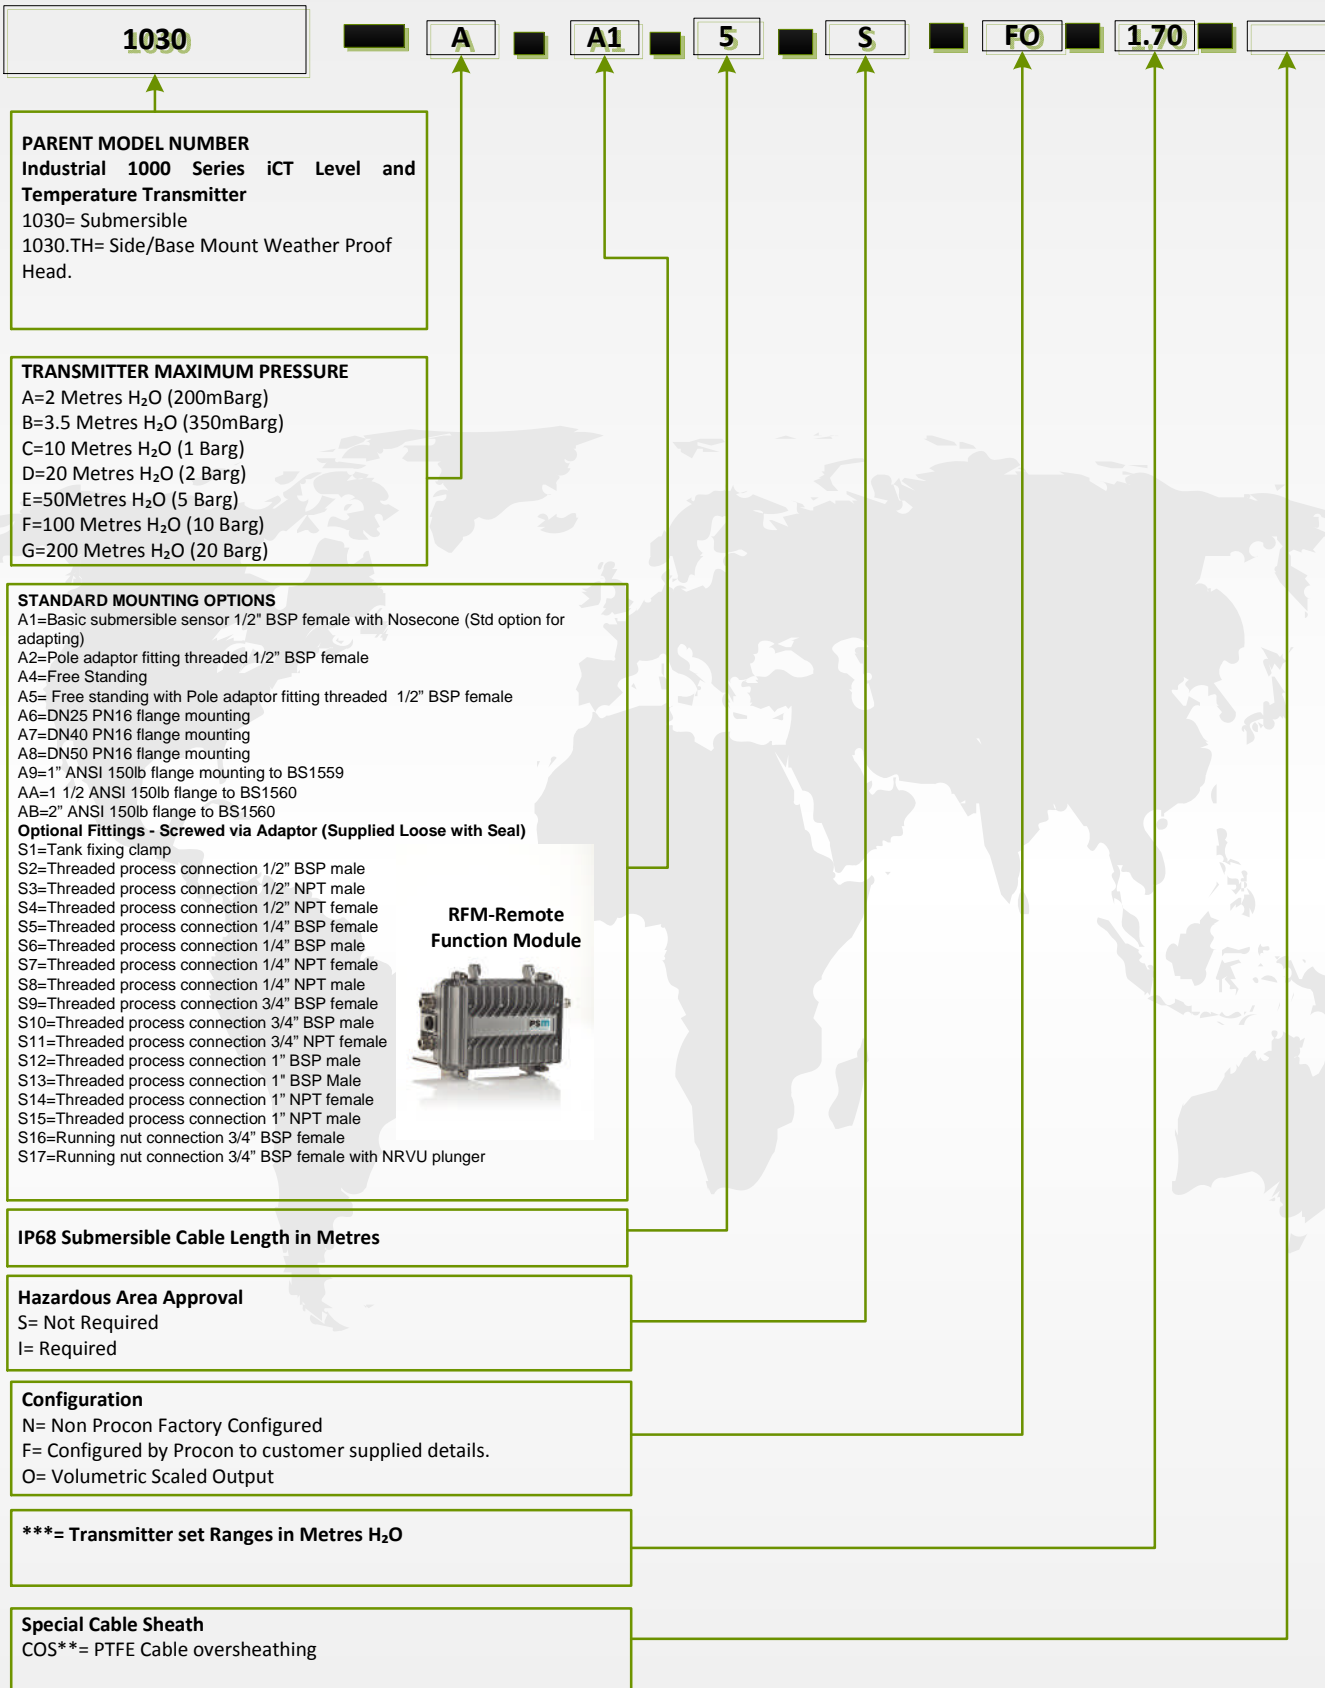 1030 A A1 5 S FO 1.70
PARENT MODEL NUMBER
Industrial 1000 Series iCT Level and
Temperature Transmitter
1030= Submersible
1030.TH= Side/Base Mount Weather Proof
Head.
TRANSMITTER MAXIMUM PRESSURE
A=2 Metres H₂O (200mBarg)
B=3.5 Metres H₂O (350mBarg)
C=10 Metres H₂O (1 Barg)
D=20 Metres H₂O (2 Barg)
E=50Metres H₂O (5 Barg)
F=100 Metres H₂O (10 Barg)
G=200 Metres H₂O (20 Barg)
STANDARD MOUNTING OPTIONS
A1=Basic submersible sensor 1/2" BSP female with Nosecone (Std option for
adapting)
A2=Pole adaptor fitting threaded 1/2” BSP female
A4=Free Standing
A5= Free standing with Pole adaptor fitting threaded 1/2” BSP female
A6=DN25 PN16 flange mounting
A7=DN40 PN16 flange mounting
A8=DN50 PN16 flange mounting
A9=1” ANSI 150lb flange mounting to BS1559
AA=1 1/2 ANSI 150lb flange to BS1560
AB=2” ANSI 150lb flange to BS1560
Optional Fittings - Screwed via Adaptor (Supplied Loose with Seal)
S1=Tank fixing clamp
S2=Threaded process connection 1/2” BSP male
S3=Threaded process connection 1/2” NPT male
S4=Threaded process connection 1/2” NPT female
S5=Threaded process connection 1/4” BSP female
S6=Threaded process connection 1/4” BSP male
S7=Threaded process connection 1/4” NPT female
S8=Threaded process connection 1/4” NPT male
S9=Threaded process connection 3/4” BSP female
S10=Threaded process connection 3/4” BSP male
S11=Threaded process connection 3/4” NPT female
S12=Threaded process connection 1” BSP male
S13=Threaded process connection 1" BSP Male
S14=Threaded process connection 1” NPT female
S15=Threaded process connection 1” NPT male
S16=Running nut connection 3/4” BSP female
S17=Running nut connection 3/4” BSP female with NRVU plunger
RFM-Remote
Function Module
PSM
IP68 Submersible Cable Length in Metres
Hazardous Area Approval
S= Not Required
I= Required
Configuration
N= Non Procon Factory Configured
F= Configured by Procon to customer supplied details.
O= Volumetric Scaled Output
***= Transmitter set Ranges in Metres H₂O
Special Cable Sheath
COS**= PTFE Cable oversheathing